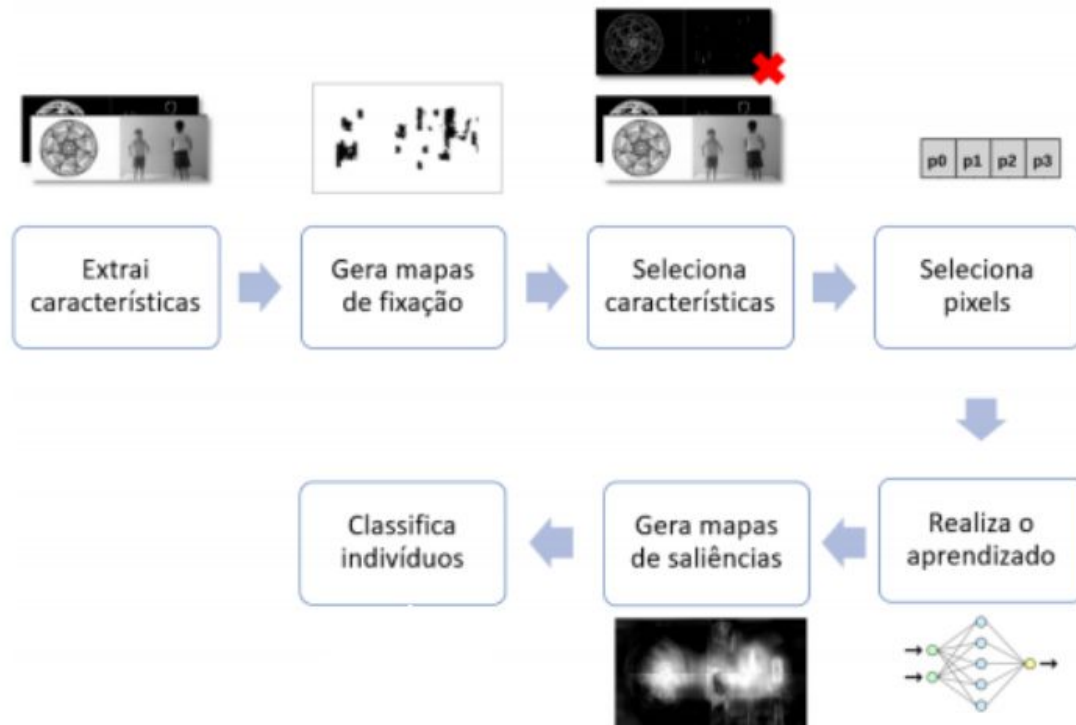 p0 p1 p2 p3
Extrai
características
Gera mapas
de fixação
Seleciona
características
Seleciona
pixels
Classifica
indivíduos
Gera mapas
de saliências
Realiza o
aprendizado